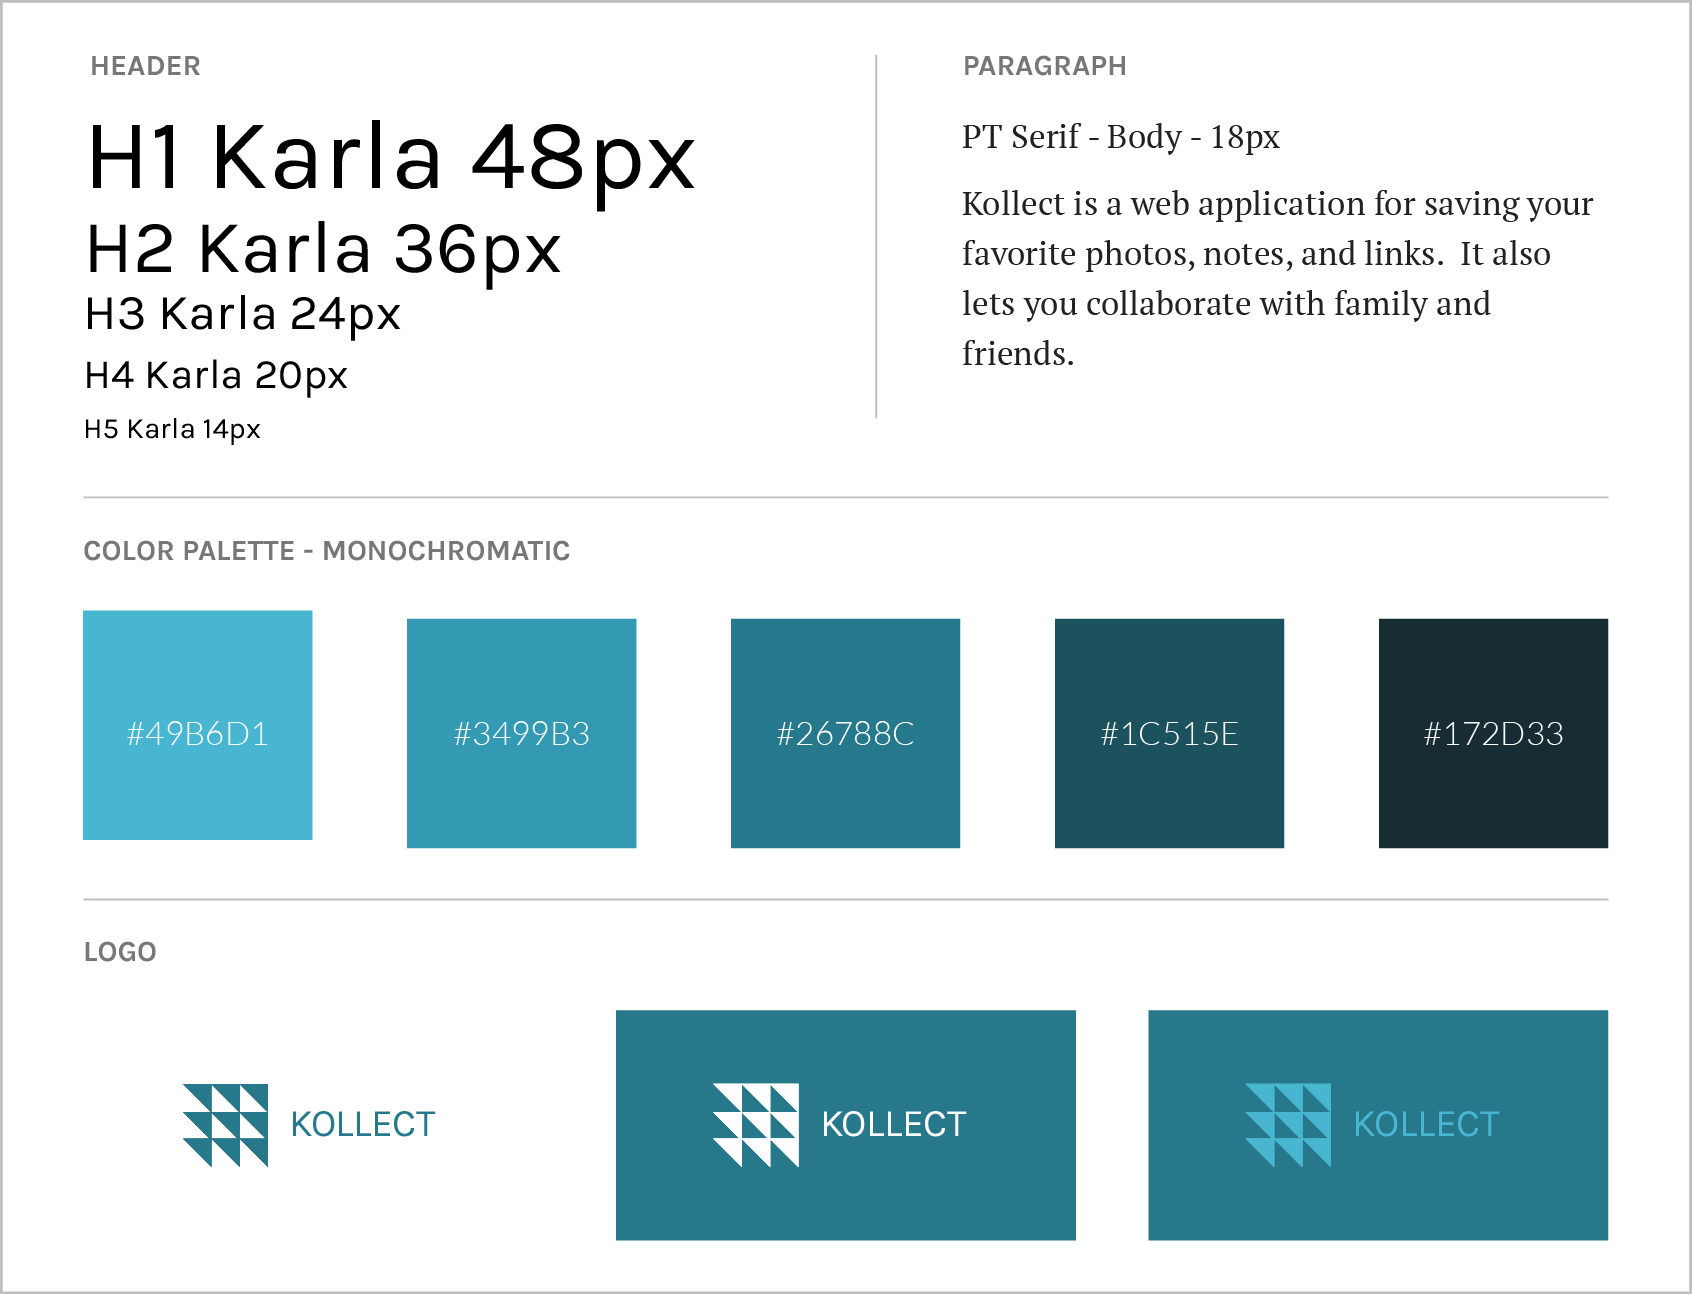 HEADER
H1 Karla 48px
H2 Karla 36px
H3 Karla 24px
H4 Karla 20px
H5 Karla 14px
PARAGRAPH
PT Serif - Body - 18px
Kollect is a web application for saving your
favorite photos, notes, and links.  It also
lets you collaborate with family and
friends.
COLOR PALETTE - MONOCHROMATIC
#49B6D1
#3499B3
#26788C
#1C515E
#172D33
LOGO
KOLLECT
KOLLECT
KOLLECT